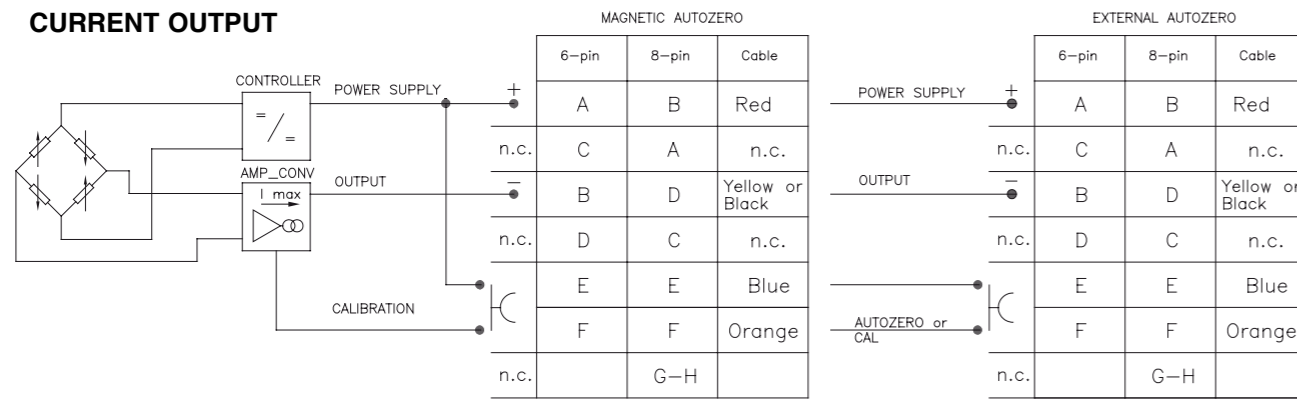 CURRENT OUTPUT
CONTROLLER
= / =
AMP_CONV
I max
POWER SUPPLY
OUTPUT
CALIBRATION
MAGNETIC AUTOZERO
6-pin 8-pin Cable
+ A B Red
n.c. C A n.c.
− B D Yellow or
Black
n.c. D C n.c.
E E Blue
F F Orange
n.c. G-H
POWER SUPPLY
OUTPUT
AUTOZERO or
CAL
EXTERNAL AUTOZERO
6-pin 8-pin Cable
+ A B Red
n.c. C A n.c.
− B D Yellow or
Black
n.c. D C n.c.
E E Blue
F F Orange
n.c. G-H